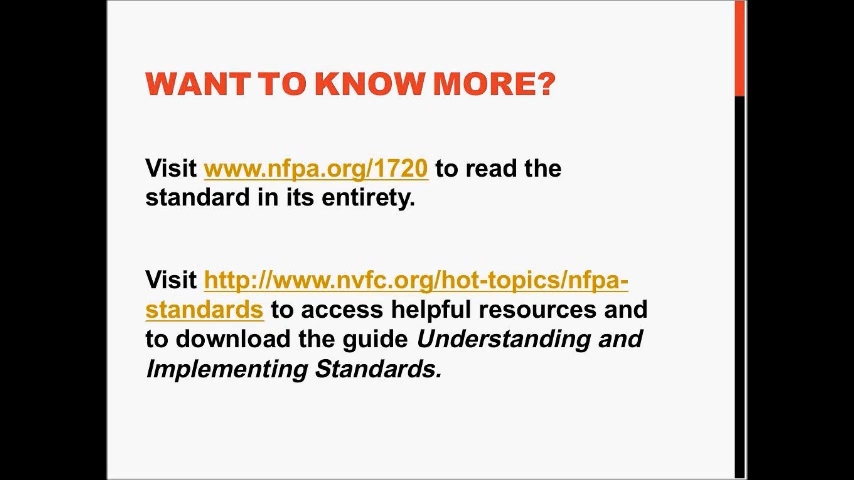 WANT TO KNOW MORE?
Visit www.nfpa.org/1720 to read the
standard in its entirety.
Visit http://www.nvfc.org/hot-topics/nfpa-
standards to access helpful resources and
to download the guide Understanding and
Implementing Standards.